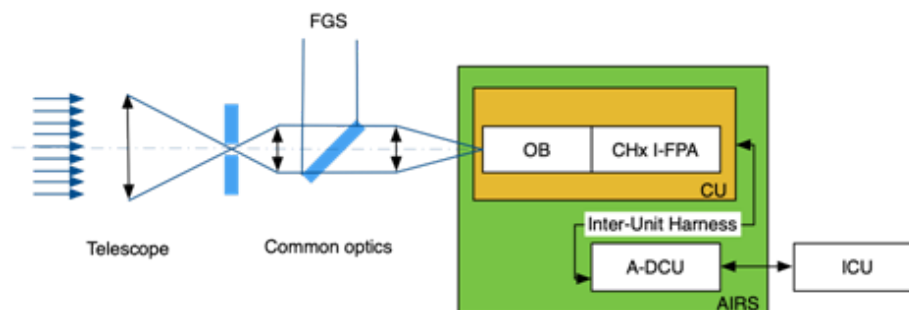 FGS
OB
CHx I-FPA
CU
Inter-Unit Harness
Telescope
Common optics
A-DCU
ICU
AIRS